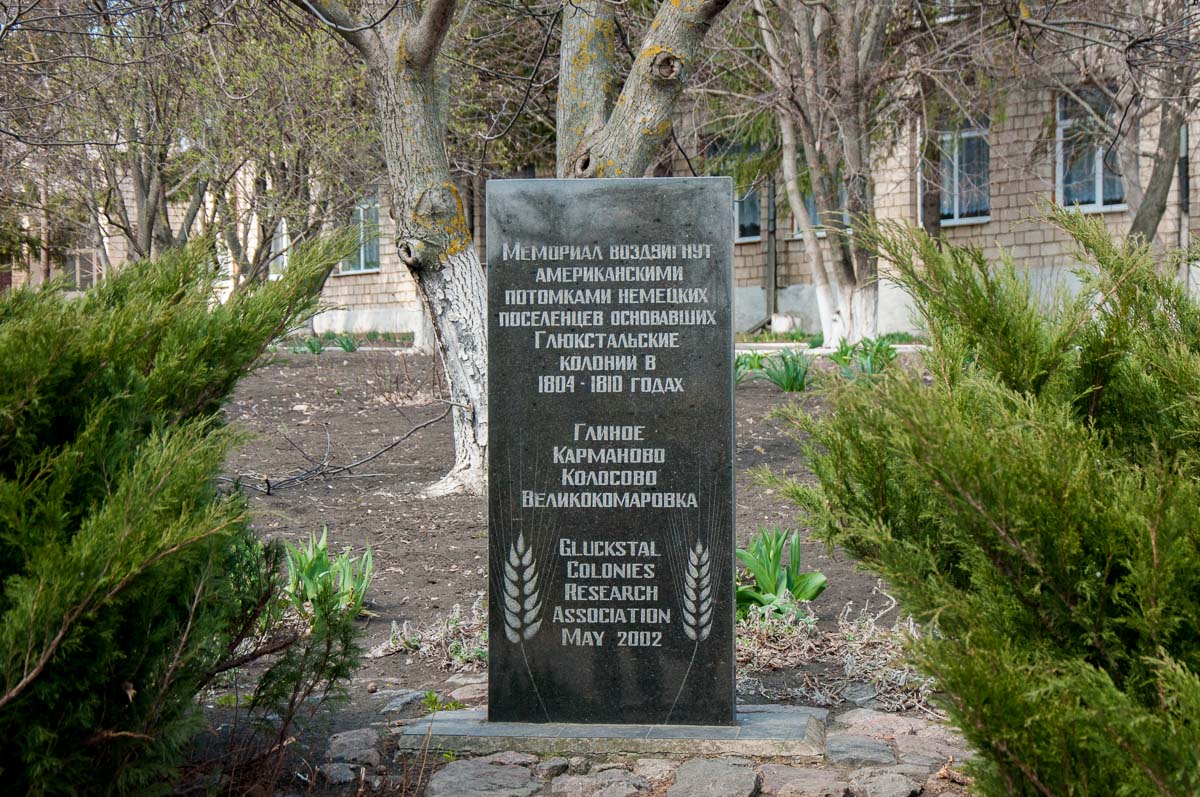 Мемориал воздвигнут
американскими
потомками немецких
поселенцев основавших
Глюкстальские
колонии в
1804 - 1810 годах
Глиное
Карманово
Колосово
Великокомаровка
Gluckstal
Colonies
Research
Association
May 2002